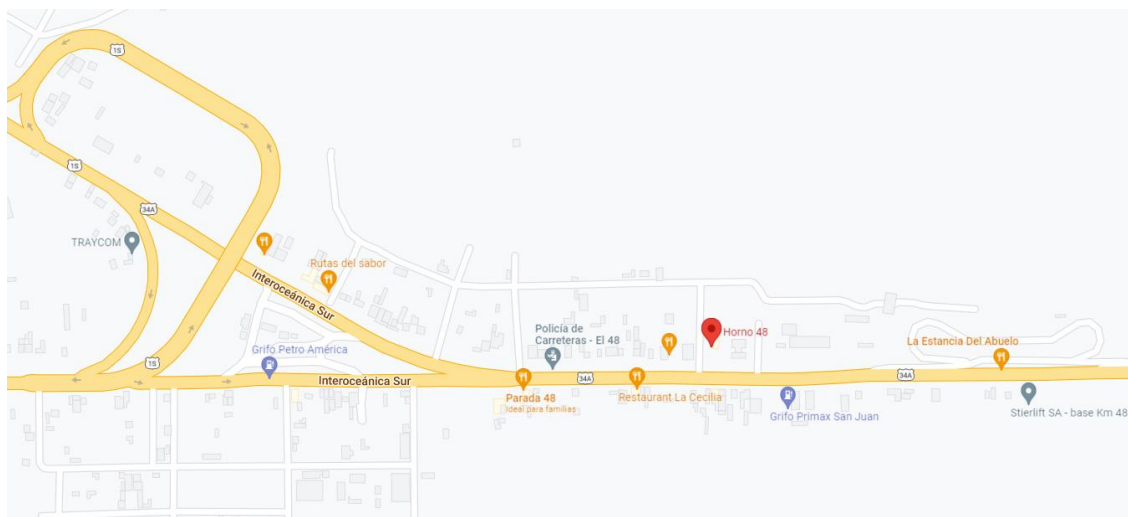 1S
1S
34A
TRAYCOM
Rutas del sabor
Interoceánica Sur
Policía de
Carreteras - El 48
Horno 48
La Estancia Del Abuelo
Grifo Petro América
1S
Interoceánica Sur
34A
34A
Parada 48
Ideal para familias
Restaurant La Cecilia
Grifo Primax San Juan
Stierlift SA - base Km 48